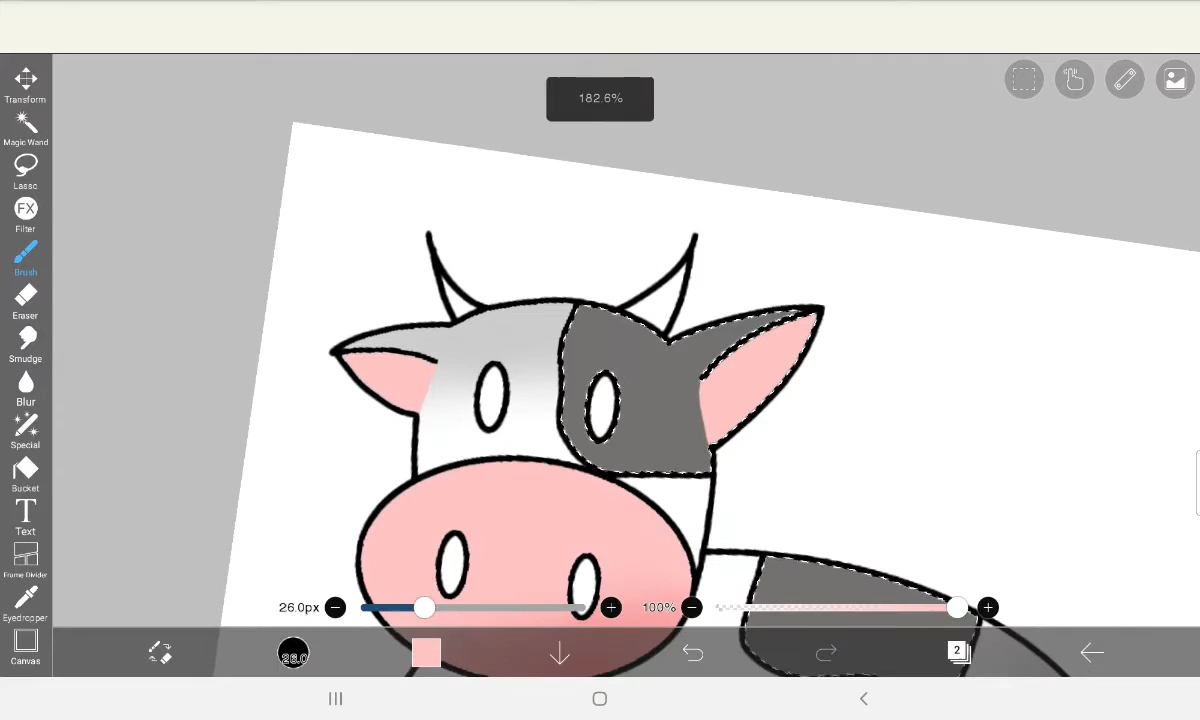 182.6%
Transform
Magic Wand
Lasso
FX
Filter
Brush
Eraser
Smudge
Blur
Special
Bucket
T
Text
Frame Divider
Eyedropper
Canvas
26.0px
100%
26.0
2